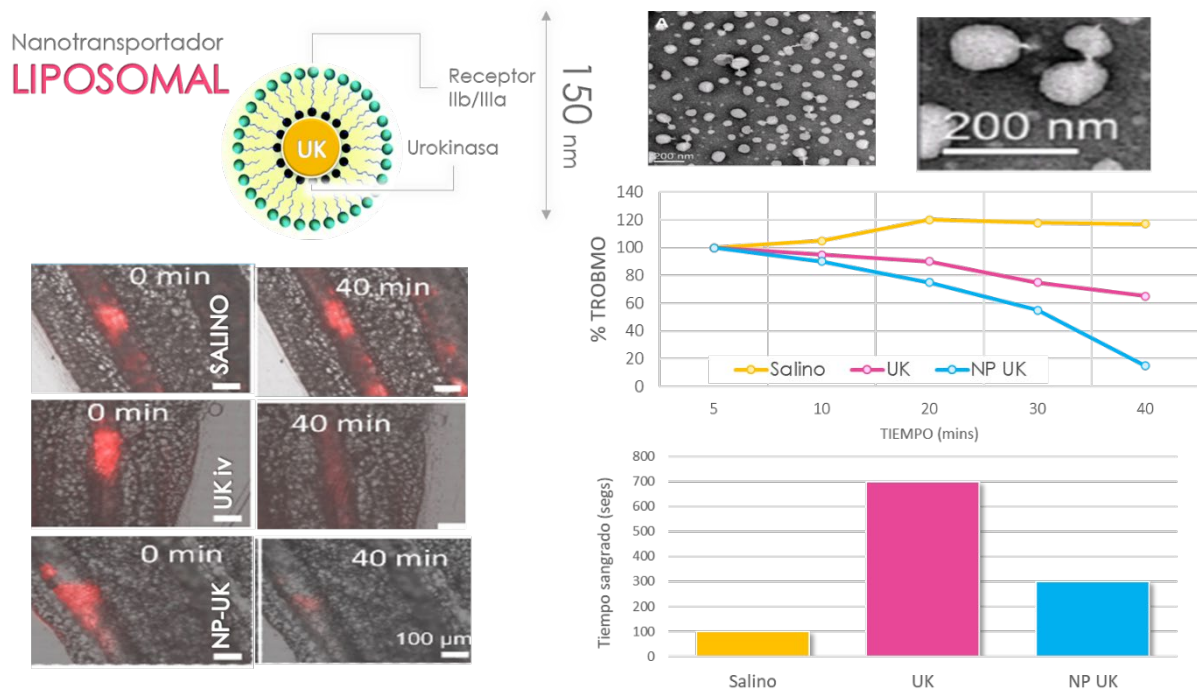 Nanotransportador
LIPOSOMAL
UK
Receptor
IIb/IIIa
Urokinasa
150 nm
A
200 nm
200 nm
0 min
SALINO
40 min
0 min
UK iv
40 min
0 min
NP-UK
40 min
100 µm
140
120
100
80
60
40
20
0
% TROBMO
Salino
UK
NP UK
5
10
20
30
40
TIEMPO (mins)
800
700
600
500
400
300
200
100
0
Tiempo sangrado (segs)
Salino
UK
NP UK